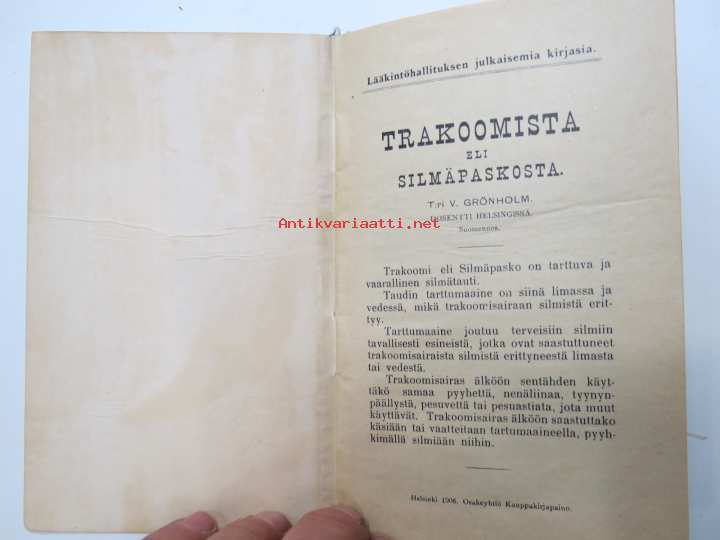 Lääkintöhallituksen julkaisemia kirjasia.
TRAKOOMISTA
ELI
SILMÄPASKOSTA.
T:ri V. GRÖNHOLM.
DOSENTTI HELSINGISSÄ.
Antikvariaatti.net
Suomennos.
Trakoomi eli Silmäpasko on tarttuva ja
vaarallinen silmätauti.
Taudin tarttumaaine on siinä limassa ja
vedessä, mikä trakoomisairaan silmistä erit-
tyy.
Tarttumaaine joutuu terveisiin silmiin
tavallisesti esineistä, jotka ovat saastuttuneet
trakoomisairaista silmistä erittyneestä limasta
tai vedestä.
Trakoomisairas älköön sentähden käyt-
täkö samaa pyyhettä, nenäliinaa, tyynyn-
päällystä, pesuvettä tai pesuastiata, jota muut
käyttävät. Trakoomisairas älköön saastuttako
käsiään tai vaatteitaan tartumaaineella, pyyh-
kimällä silmiään niihin.
Helsinki 1906. Osakeyhtiö Kauppakirjapaino.